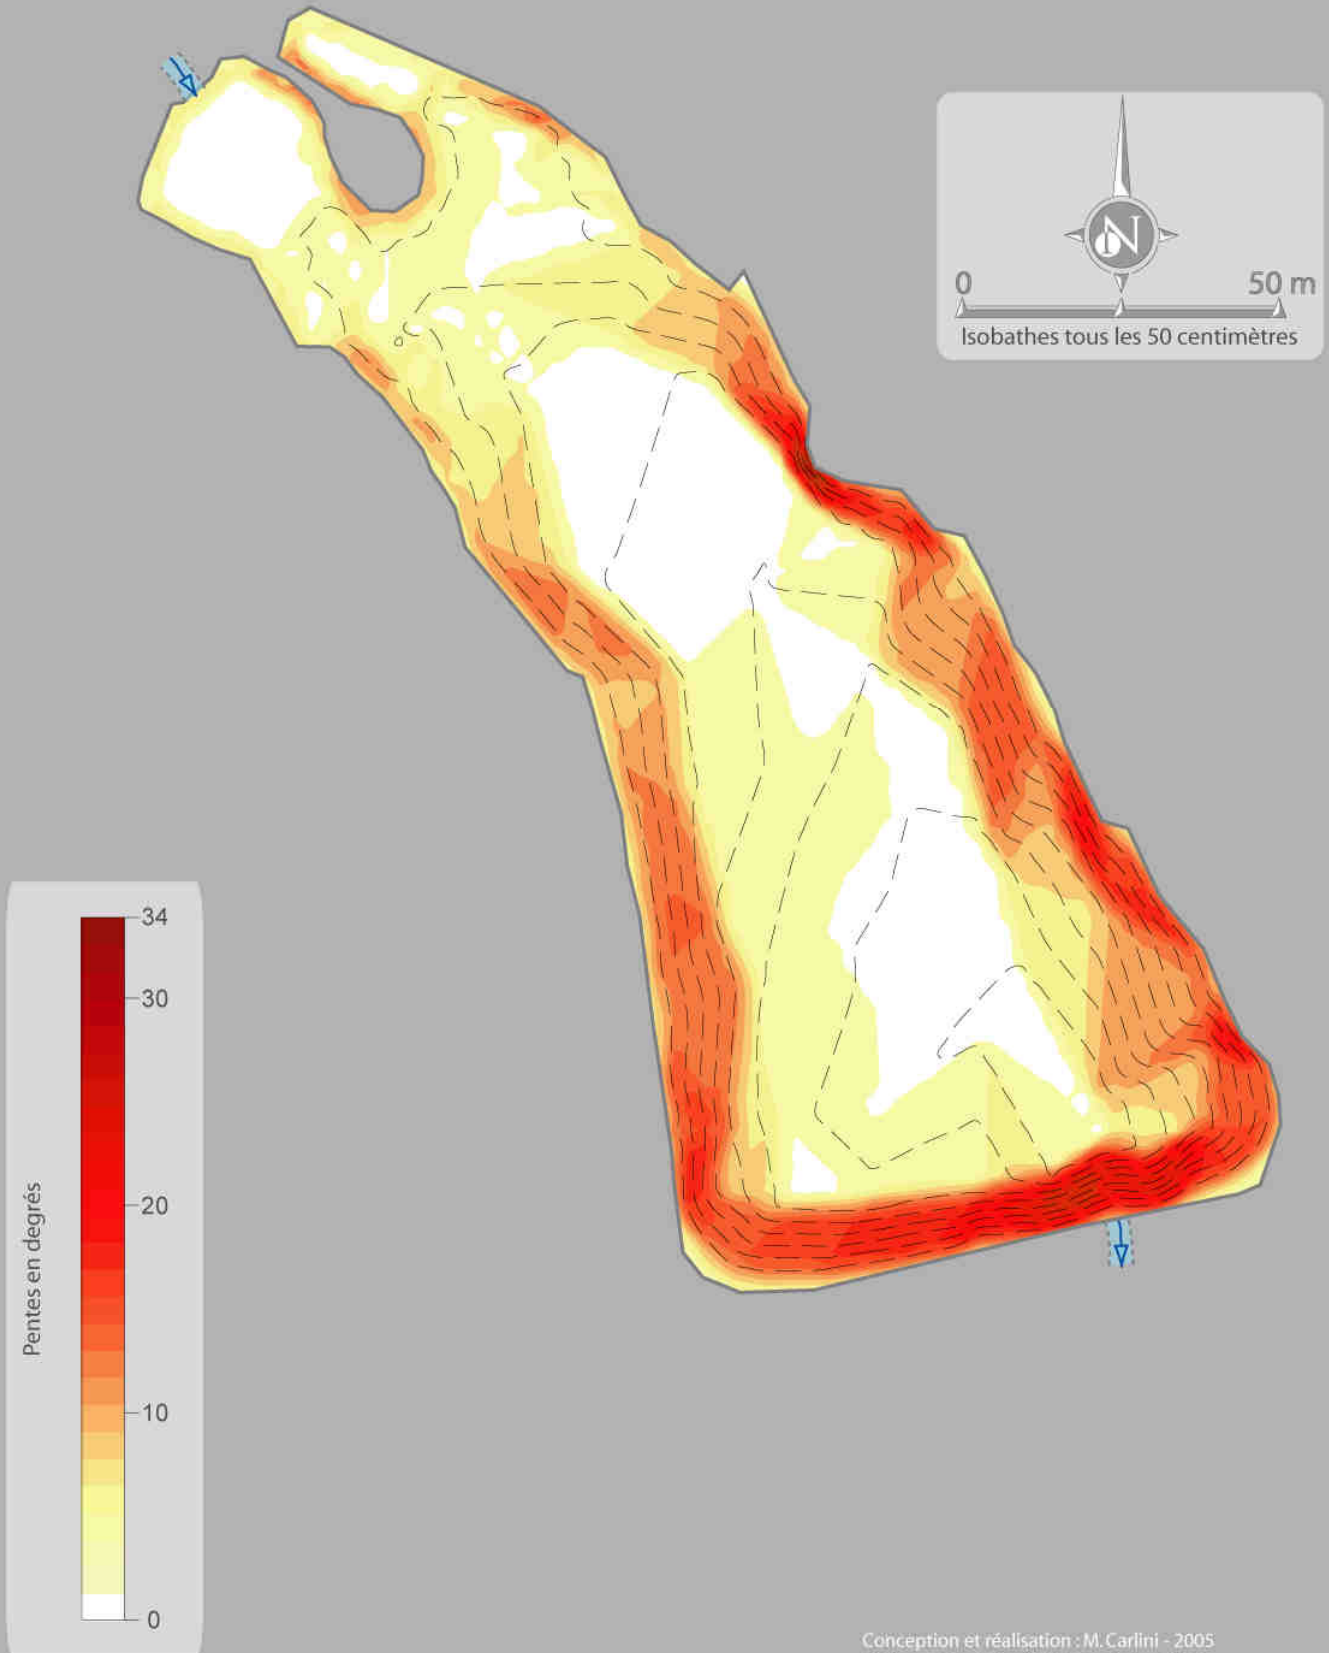 N
0 50 m
Isobathes tous les 50 centimètres
34
30
20
10
0
Pentes en degrés
Conception et réalisation : M. Carlini - 2005